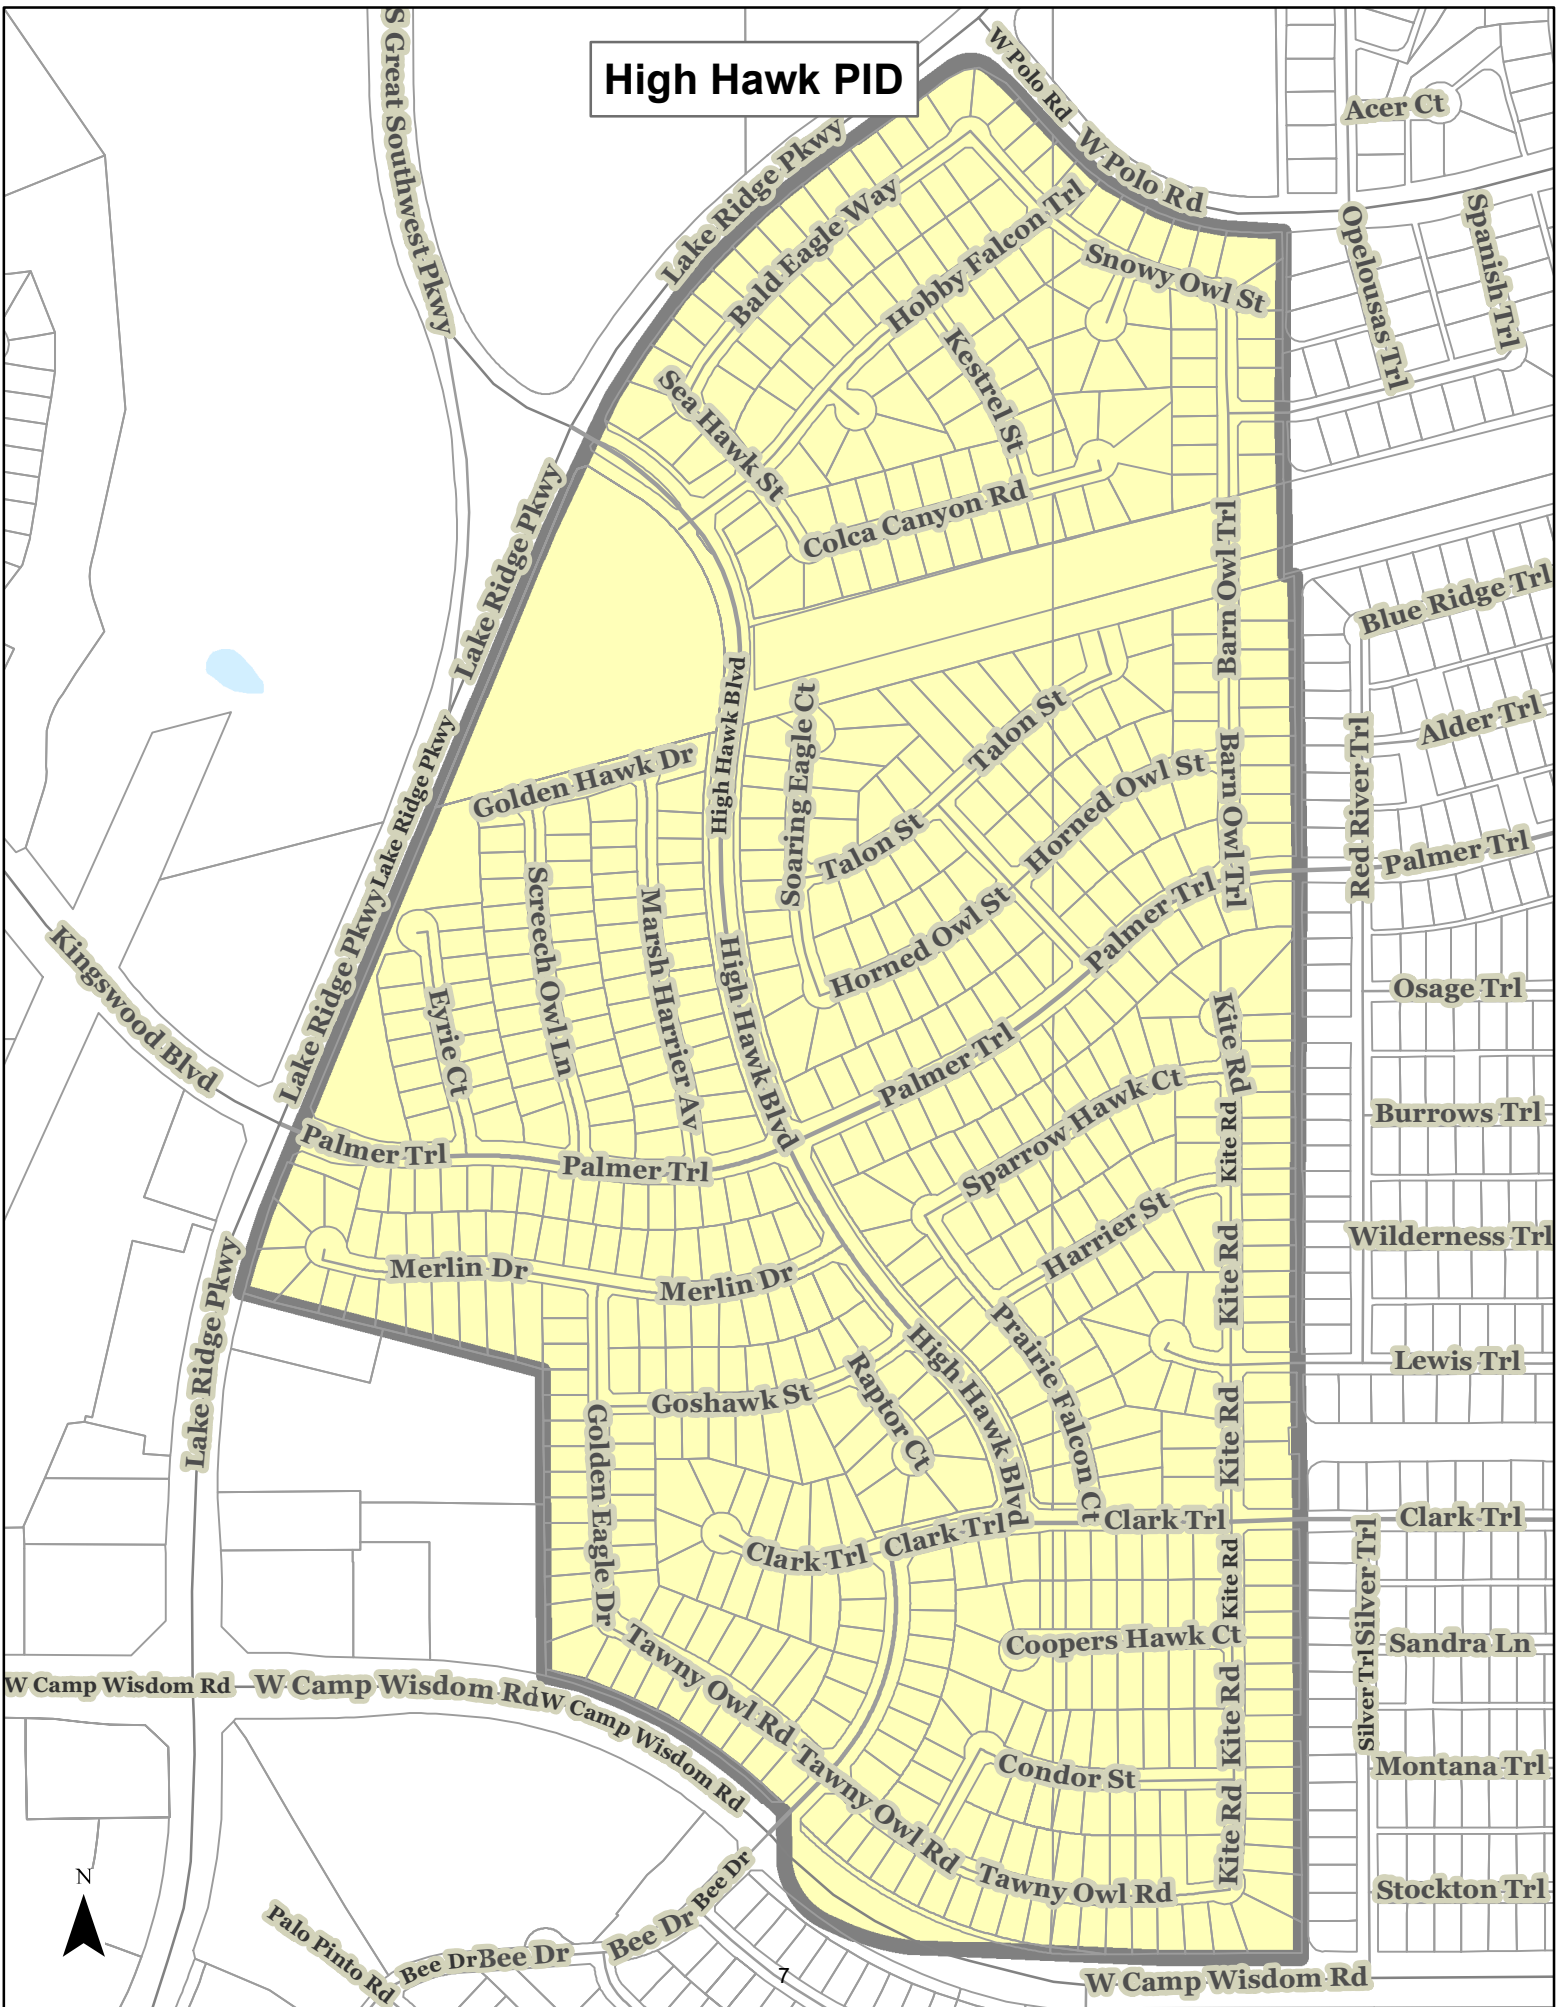 High Hawk PID
S Great Southwest Pkwy
W Polo Rd
W Polo Rd
Acer Ct
Lake Ridge Pkwy
Bald Eagle Way
Hobby Falcon Trl
Snowy Owl St
Opelousas Trl
Spanish Trl
Sea Hawk St
Kestrel St
Colca Canyon Rd
Lake Ridge Pkwy
Barn Owl Trl
Blue Ridge Trl
High Hawk Blvd
Soaring Eagle Ct
Talon St
Alder Trl
Red River Trl
Golden Hawk Dr
Lake Ridge Pkwy
Barn Owl Trl
Horned Owl St
Talon St
Palmer Trl
Palmer Trl
Screech Owl Ln
Marsh Harrier Av
Horned Owl St
Lake Ridge Pkwy
Kingswood Blvd
High Hawk Blvd
Eyrie Ct
Osage Trl
Kite Rd
Palmer Trl
Sparrow Hawk Ct
Burrows Trl
Kite Rd
Palmer Trl
Palmer Trl
Harrier St
Wilderness Trl
Kite Rd
Merlin Dr
Merlin Dr
Lake Ridge Pkwy
Prairie Falcon Ct
High Hawk Blvd
Raptor Ct
Lewis Trl
Goshawk St
Kite Rd
Golden Eagle Dr
Clark Trl
Clark Trl
Clark Trl
Clark Trl
Kite Rd
Silver Trl
Coopers Hawk Ct
Sandra Ln
Tawny Owl Rd
W Camp Wisdom Rd
W Camp Wisdom Rd
W Camp Wisdom Rd
Kite Rd
Silver Trl
Condor St
Montana Trl
Tawny Owl Rd
Kite Rd
Tawny Owl Rd
Stockton Trl
N
Bee Dr
Bee Dr
Bee Dr
Bee Dr
Palo Pinto Rd
7
W Camp Wisdom Rd